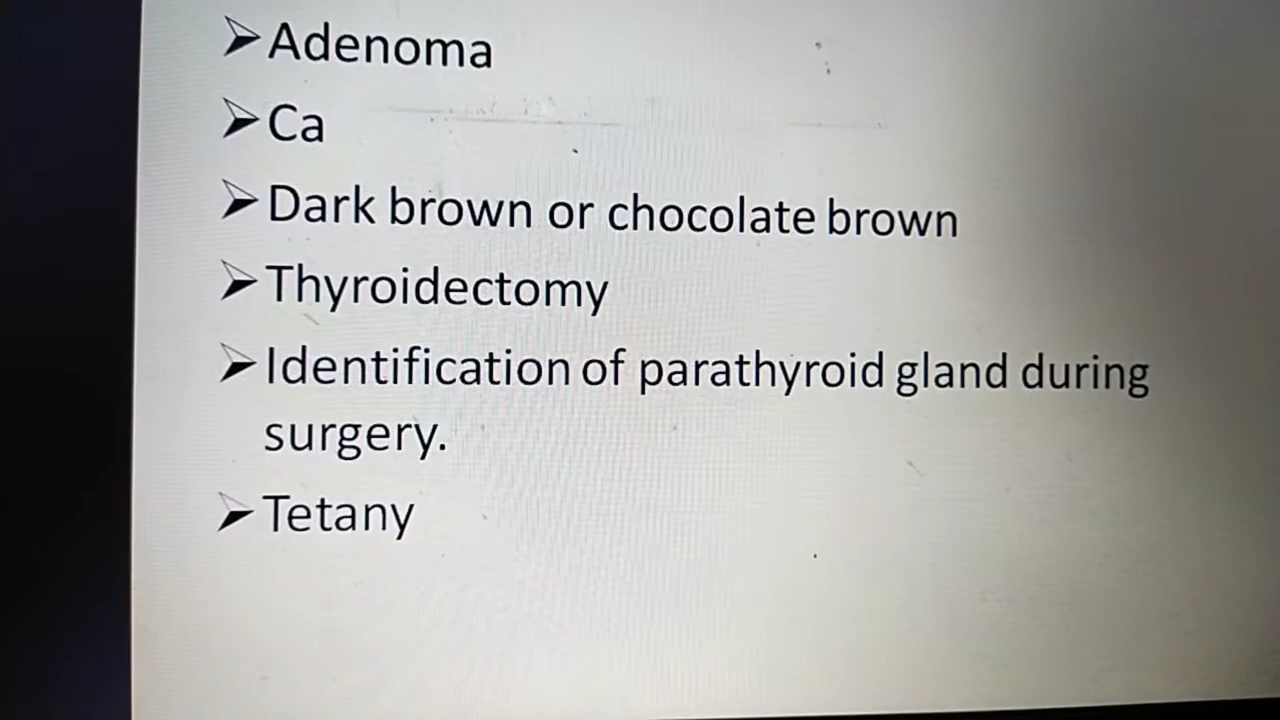 Adenoma
Ca
Dark brown or chocolate brown
Thyroidectomy
Identification of parathyroid gland during
surgery.
Tetany